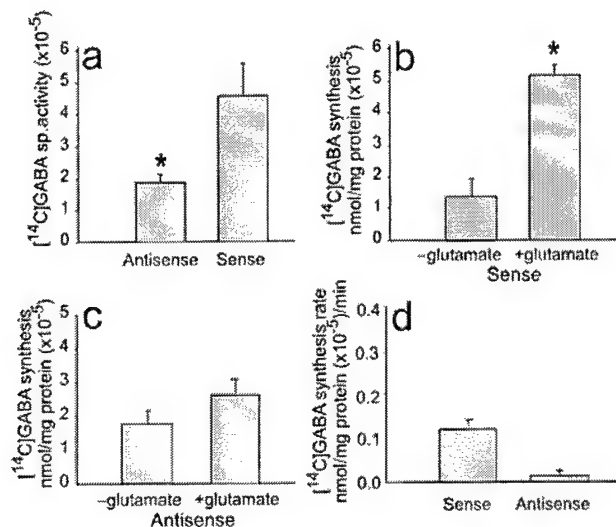 a
[14C]GABA sp.activity (x10-5)
6
5
4
3
2
1
0
*
Antisense Sense
b
[14C]GABA synthesis,
nmol/mg protein (x10-5)
6
5
4
3
2
1
0
*
–glutamate +glutamate
Sense
c
[14C]GABA synthesis,
nmol/mg protein (x10-5)
5
4
3
2
1
0
–glutamate +glutamate
Antisense
d
[14C]GABA synthesis rate
nmol/mg protein (x10-5)/min
0.4
0.3
0.2
0.1
0.0
Sense Antisense